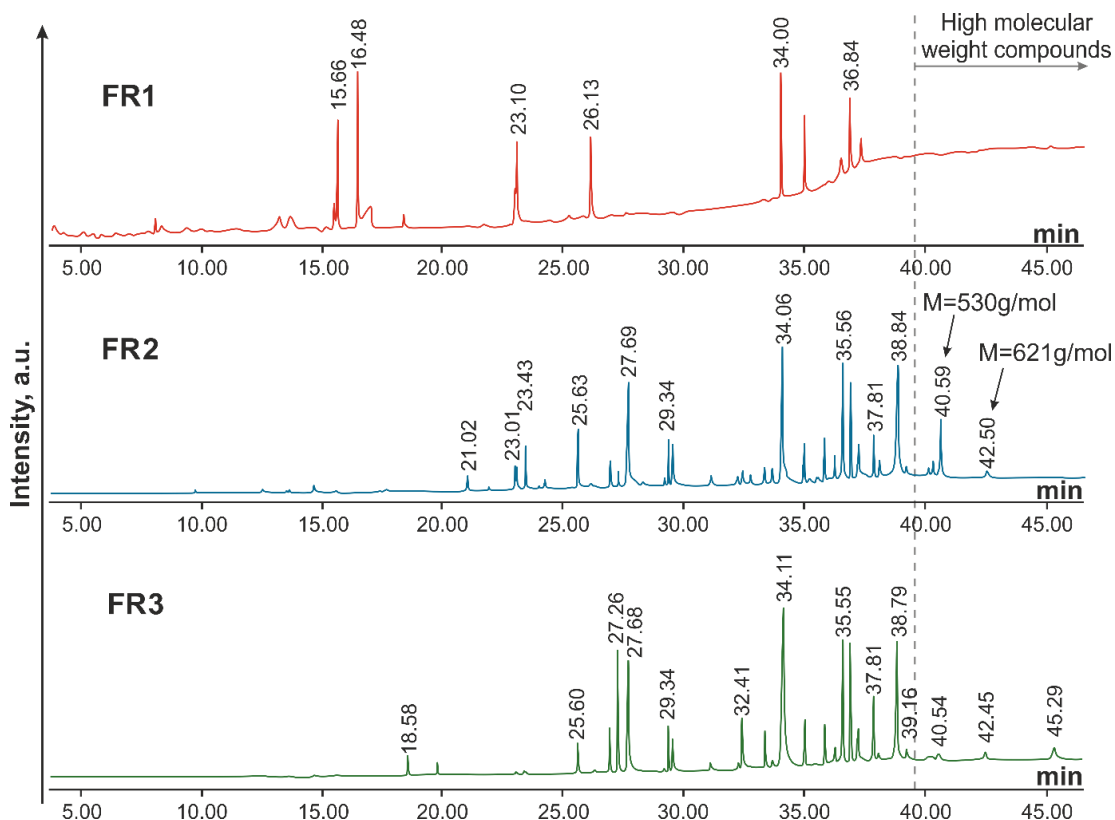 Intensity, a.u.
High molecular
weight compounds
FR1
15.66
16.48
23.10
26.13
34.00
36.84
min
5.00 10.00 15.00 20.00 25.00 30.00 35.00 40.00 45.00
FR2
21.02
23.01
23.43
25.63
27.69
29.34
34.06
35.56
37.81
38.84
40.59
42.50
M=530g/mol
M=621g/mol
min
5.00 10.00 15.00 20.00 25.00 30.00 35.00 40.00 45.00
FR3
18.58
25.60
27.26
27.68
29.34
32.41
34.11
35.55
37.81
38.79
39.16
40.54
42.45
45.29
min
5.00 10.00 15.00 20.00 25.00 30.00 35.00 40.00 45.00